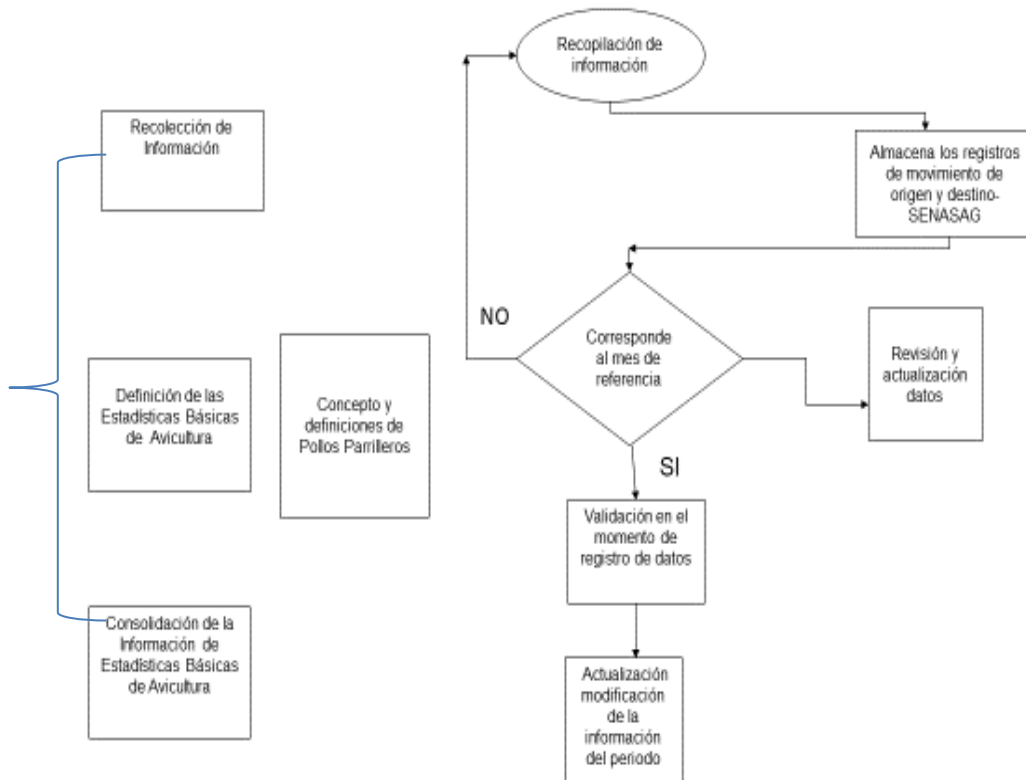 Recopilación de
información
Recolección de
Información
Almacena los registros
de movimiento de
origen y destino-
SENASAG
NO
Corresponde
al mes de
referencia
Revisión y
actualización
datos
Definición de las
Estadísticas Básicas
de Avicultura
Concepto y
definiciones de
Pollos Parrilleros
SI
Validación en el
momento de
registro de datos
Consolidación de la
Información de
Estadísticas Básicas
de Avicultura
Actualización
modificación
de la
información
del periodo